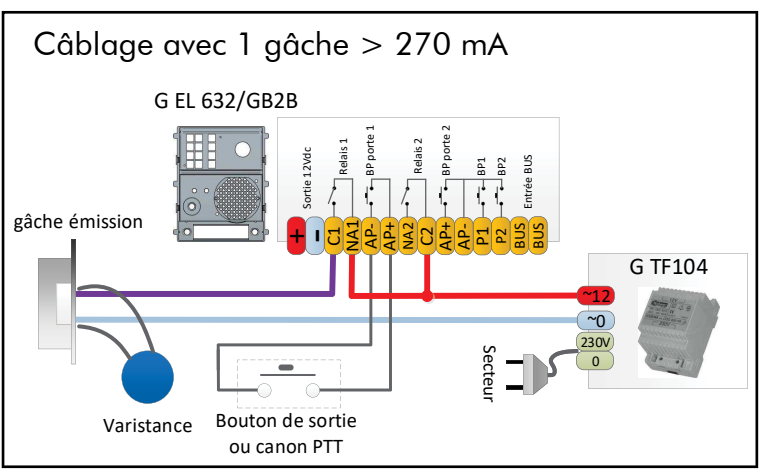 Câblage avec 1 gâche > 270 mA
G EL 632/GB2B
Sortie 12Vdc
Relais 1
BP porte 1
Relais 2
BP porte 2
BP1
BP2
Entrée BUS
gâche émission
+
-
C1
NA1
AP-
AP+
NA2
C2
AP+
AP-
P1
P2
BUS
BUS
G TF104
~12
~0
230V
0
Secteur
Varistance
Bouton de sortie
ou canon PTT